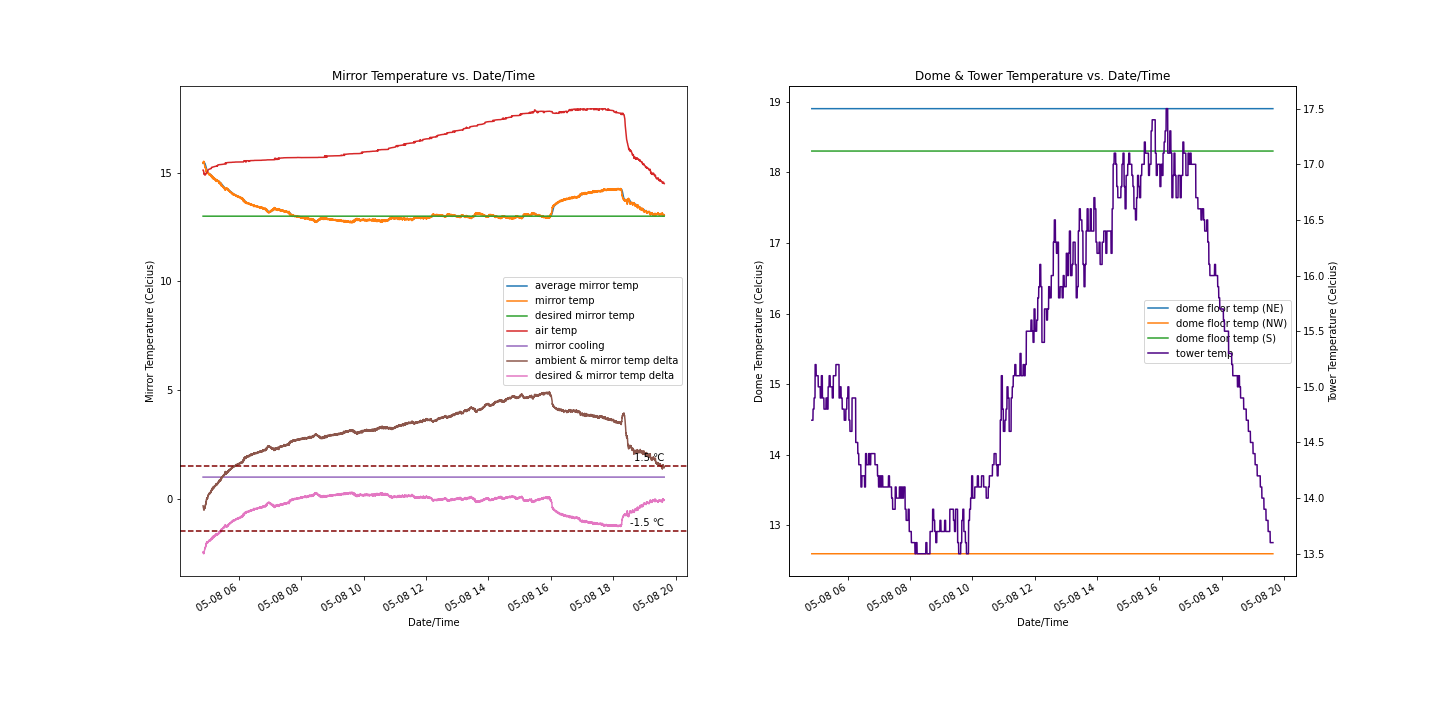 Mirror Temperature vs. Date/Time
Mirror Temperature (Celcius)
15
10
5
0
average mirror temp
mirror temp
desired mirror temp
air temp
mirror cooling
ambient & mirror temp delta
desired & mirror temp delta
1.5 °C
-1.5 °C
05-08 06
05-08 08
05-08 10
05-08 12
05-08 14
05-08 16
05-08 18
05-08 20
Date/Time
Dome & Tower Temperature vs. Date/Time
Dome Temperature (Celcius)
19
18
17
16
15
14
13
dome floor temp (NE)
dome floor temp (NW)
dome floor temp (S)
tower temp
17.5
17.0
16.5
16.0
15.5
15.0
14.5
14.0
13.5
Tower Temperature (Celcius)
05-08 06
05-08 08
05-08 10
05-08 12
05-08 14
05-08 16
05-08 18
05-08 20
Date/Time